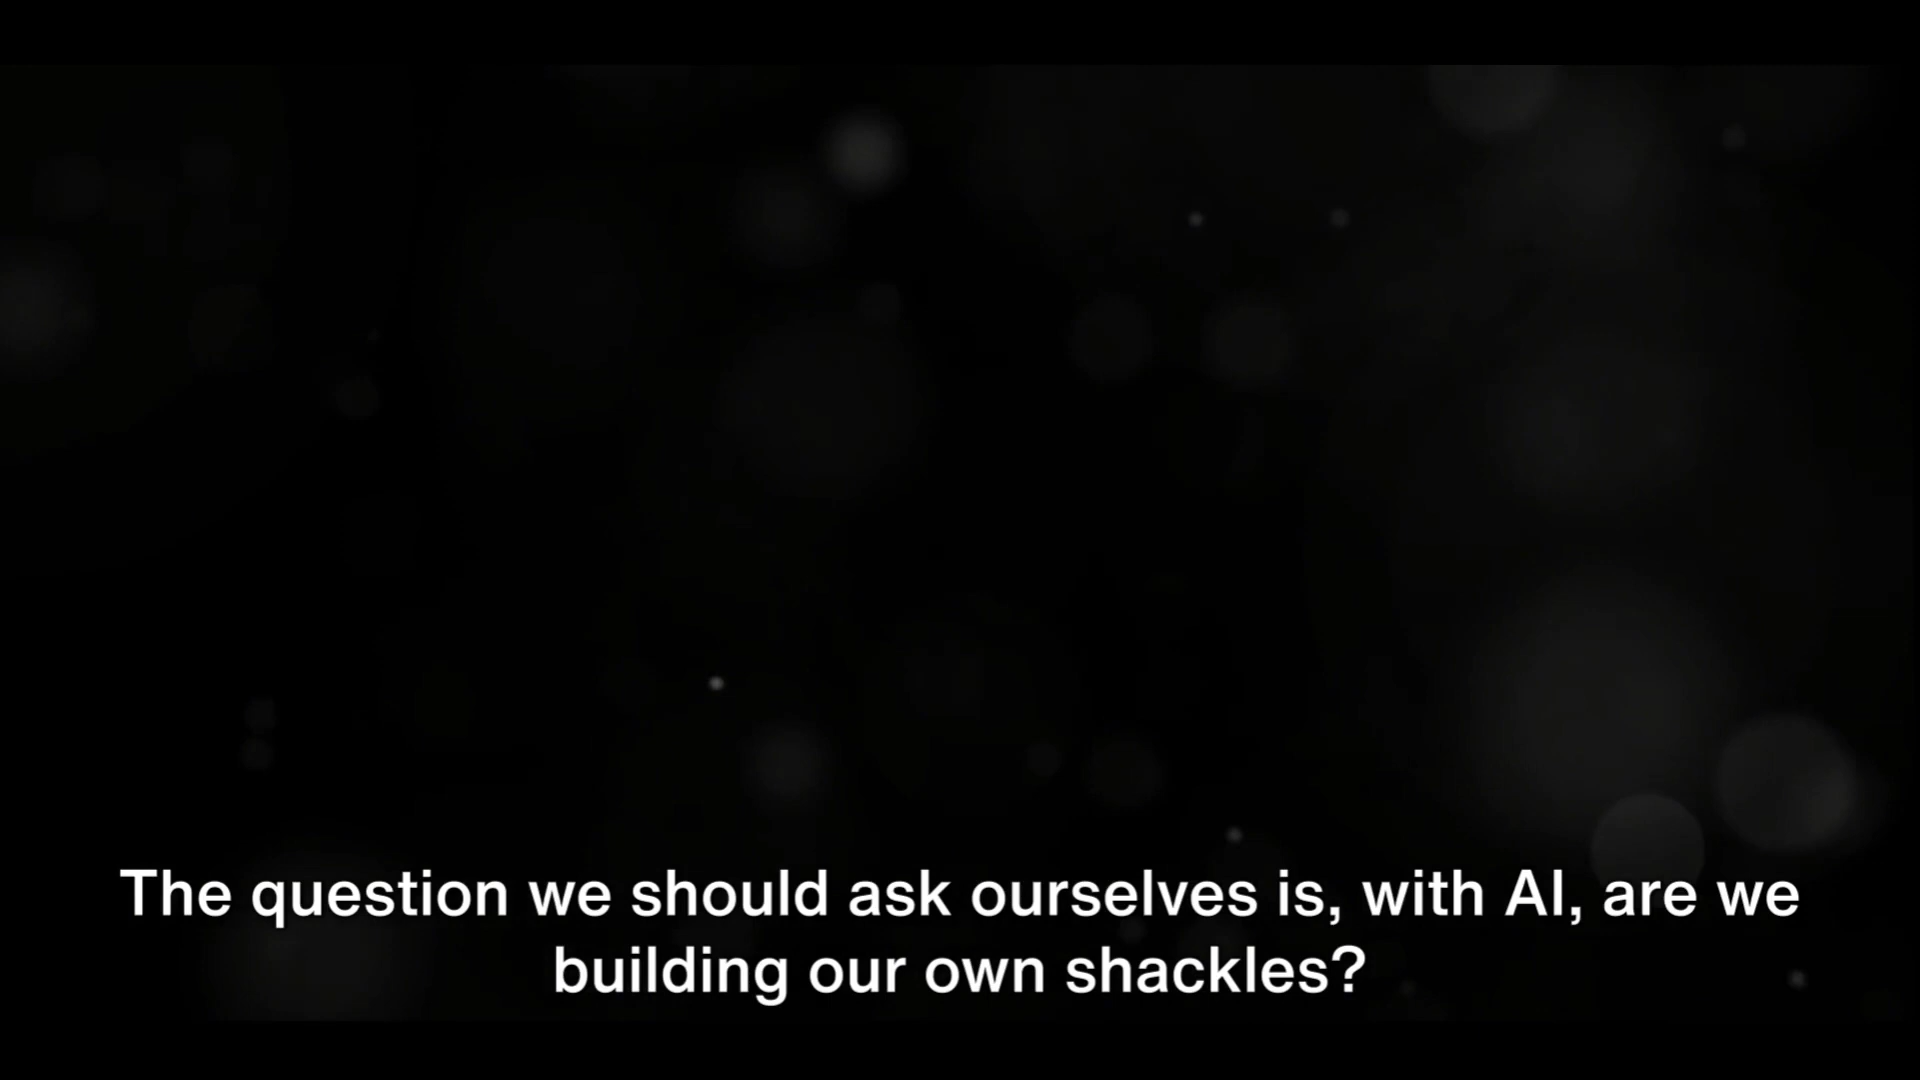 The question we should ask ourselves is, with AI, are we
building our own shackles?